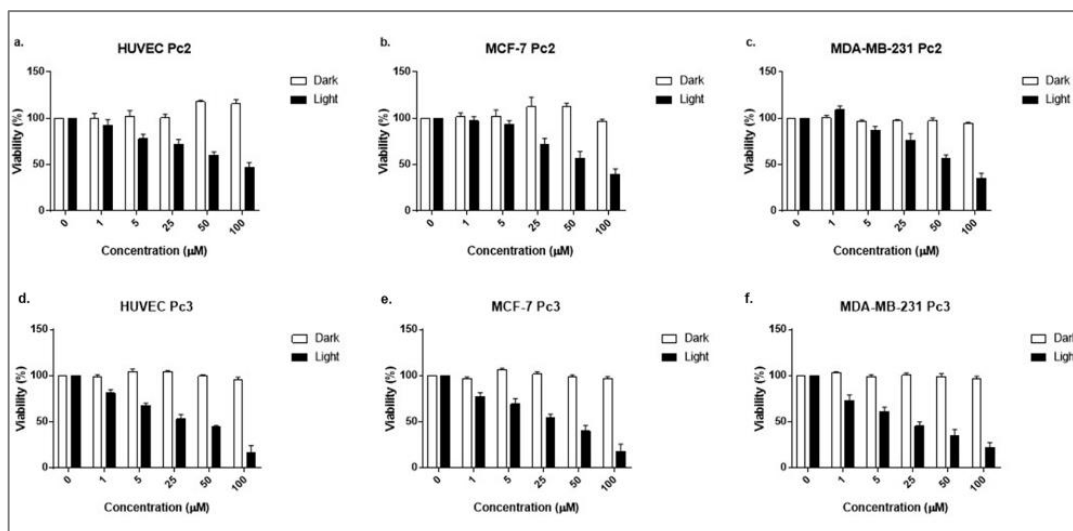 a.
HUVEC Pc2
Viability (%)
150
100
50
0
0 1 5 25 50 100
Concentration (μM)
Dark
Light
b.
MCF-7 Pc2
Viability (%)
150
100
50
0
0 1 5 25 50 100
Concentration (μM)
Dark
Light
c.
MDA-MB-231 Pc2
Viability (%)
150
100
50
0
0 1 5 25 50 100
Concentration (μM)
Dark
Light
d.
HUVEC Pc3
Viability (%)
150
100
50
0
0 1 5 25 50 100
Concentration (μM)
Dark
Light
e.
MCF-7 Pc3
Viability (%)
150
100
50
0
0 1 5 25 50 100
Concentration (μM)
Dark
Light
f.
MDA-MB-231 Pc3
Viability (%)
150
100
50
0
0 1 5 25 50 100
Concentration (μM)
Dark
Light